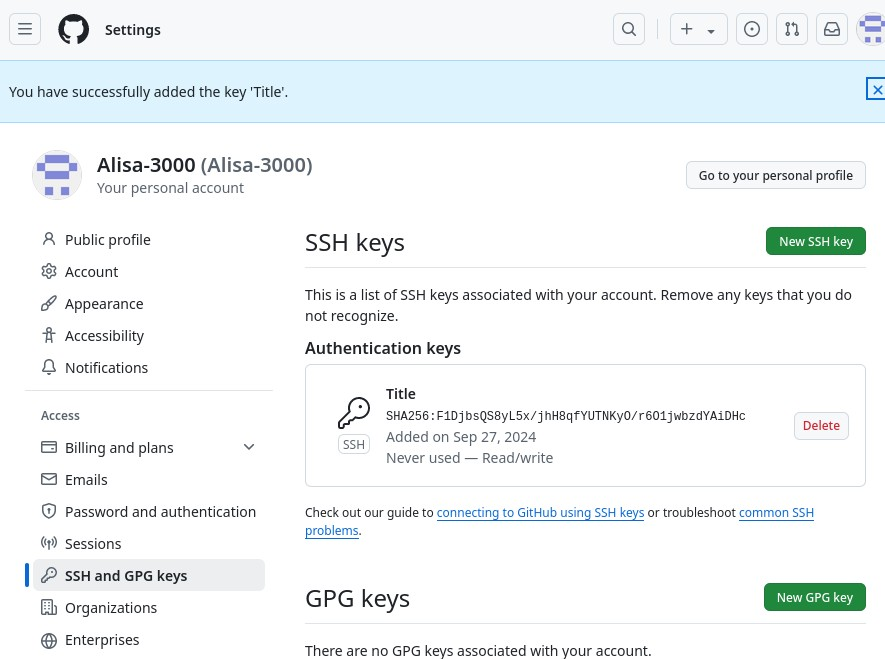 Settings
You have successfully added the key 'Title'.
Alisa-3000 (Alisa-3000)
Your personal account
Go to your personal profile
Public profile
Account
Appearance
Accessibility
Notifications
Access
Billing and plans
Emails
Password and authentication
Sessions
SSH and GPG keys
Organizations
Enterprises
SSH keys
New SSH key
This is a list of SSH keys associated with your account. Remove any keys that you do
not recognize.
Authentication keys
Title
SHA256:F1DjbsQS8yL5x/jhH8qfYUTNKyO/r6O1jwbzdYAiDHc
SSH
Added on Sep 27, 2024
Never used — Read/write
Delete
Check out our guide to connecting to GitHub using SSH keys or troubleshoot common SSH
problems.
GPG keys
New GPG key
There are no GPG keys associated with your account.